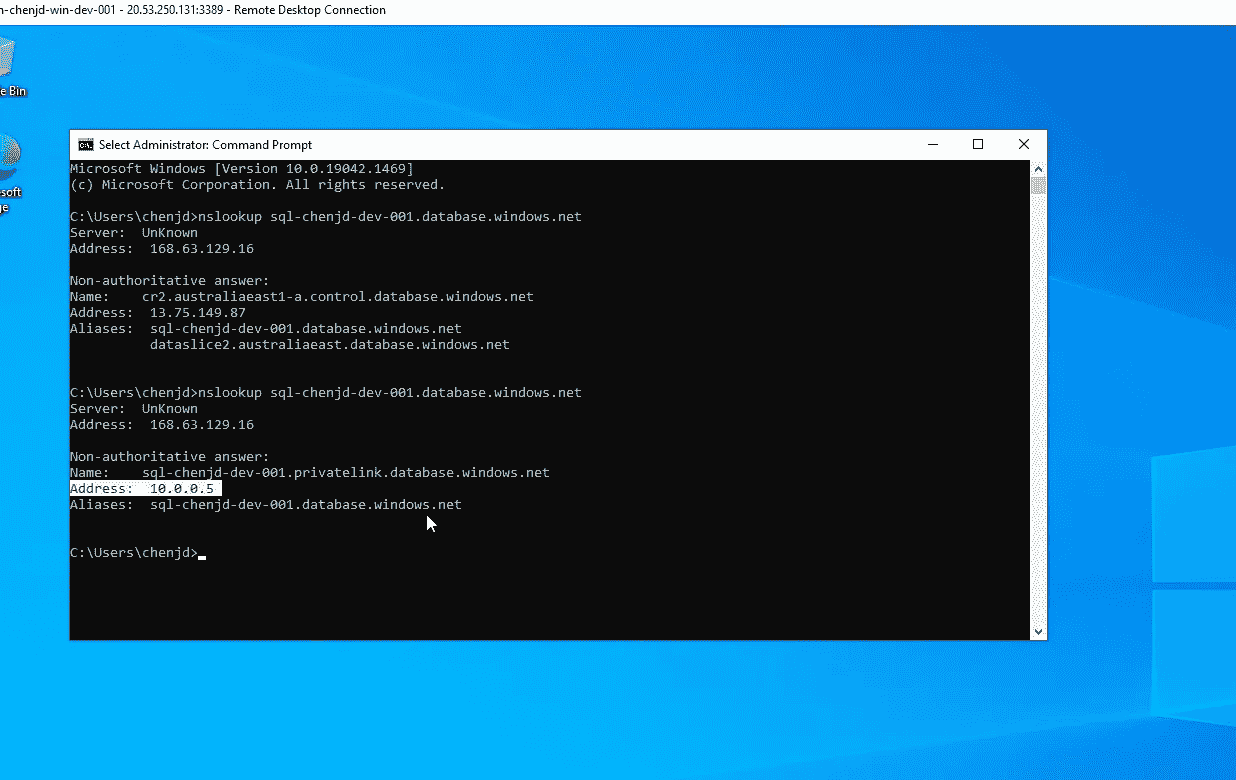 n-chenjd-win-dev-001 - 20.53.250.131:3389 - Remote Desktop Connection
e Bin
soft
ge
Select Administrator: Command Prompt
Microsoft Windows [Version 10.0.19042.1469]
(c) Microsoft Corporation. All rights reserved.
C:\Users\chenjd>nslookup sql-chenjd-dev-001.database.windows.net
Server:  UnKnown
Address:  168.63.129.16
Non-authoritative answer:
Name:    cr2.australiaeast1-a.control.database.windows.net
Address:  13.75.149.87
Aliases:  sql-chenjd-dev-001.database.windows.net
dataslice2.australiaeast.database.windows.net
C:\Users\chenjd>nslookup sql-chenjd-dev-001.database.windows.net
Server:  UnKnown
Address:  168.63.129.16
Non-authoritative answer:
Name:    sql-chenjd-dev-001.privatelink.database.windows.net
Address:  10.0.0.5
Aliases:  sql-chenjd-dev-001.database.windows.net
C:\Users\chenjd>